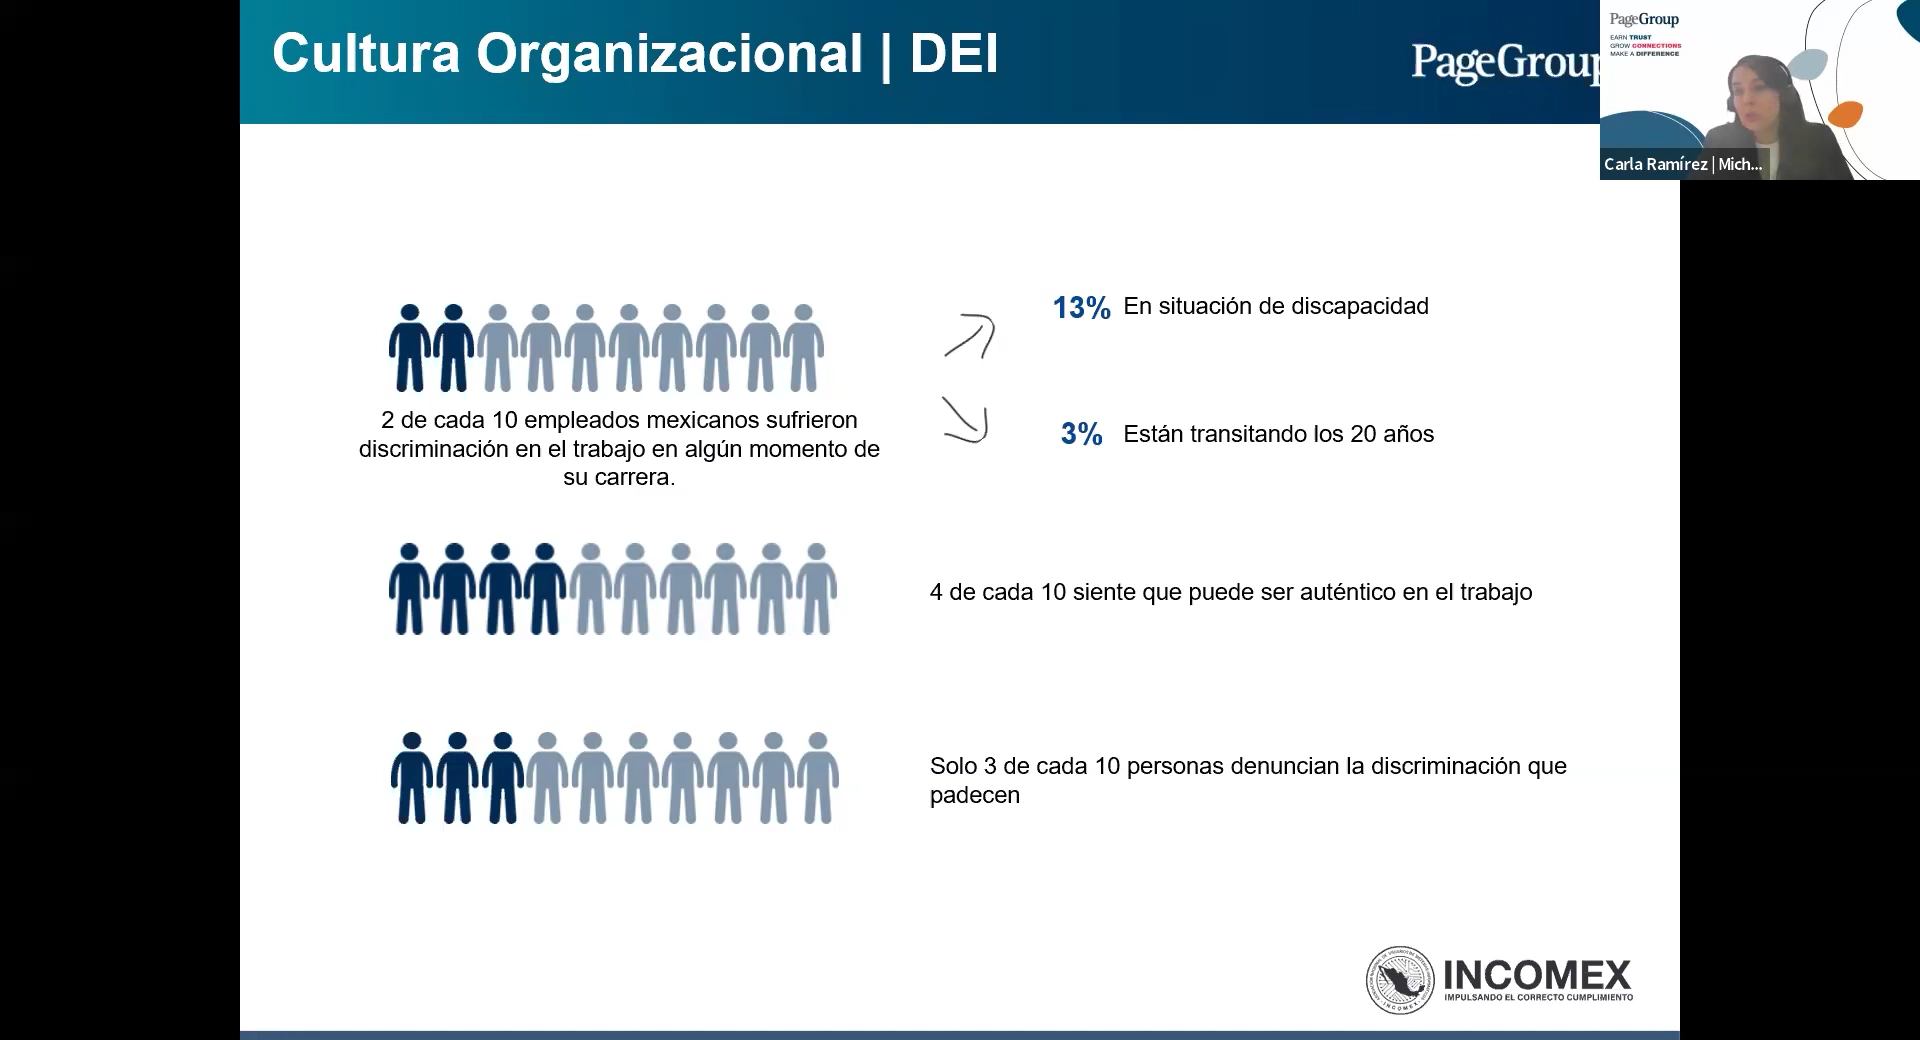 Cultura Organizacional | DEI
PageGroup
PageGroup
EARN TRUST
GROW CONNECTIONS
MAKE A DIFFERENCE
Carla Ramírez | Mich...
13% En situación de discapacidad
2 de cada 10 empleados mexicanos sufrieron
discriminación en el trabajo en algún momento de
su carrera.
3% Están transitando los 20 años
4 de cada 10 siente que puede ser auténtico en el trabajo
Solo 3 de cada 10 personas denuncian la discriminación que
padecen
INCOMEX
IMPULSANDO EL CORRECTO CUMPLIMIENTO